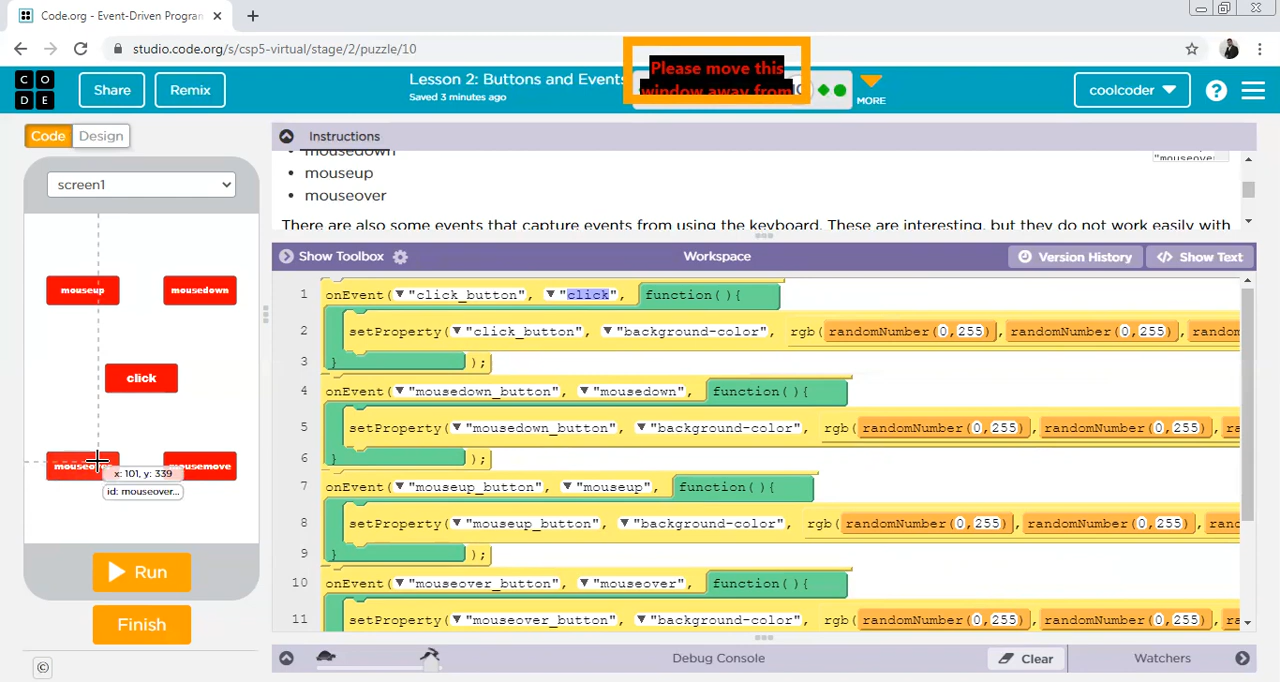 Code.org - Event-Driven Progran
studio.code.org/s/csp5-virtual/stage/2/puzzle/10
C O
D E
Share
Remix
Lesson 2: Buttons and Events
Saved 3 minutes ago
Please move this
window away from
MORE
coolcoder
?
Code
Design
Instructions
screen1
• mousedown
• mouseup
• mouseover
"mouseover
There are also some events that capture events from using the keyboard. These are interesting, but they do not work easily with
Show Toolbox
Workspace
Version History
Show Text
mouseup
mousedown
click
mousemove
x: 101, y: 339
id: mouseover...
Run
Finish
1 onEvent( "click_button", "click", function( ){
2 setProperty( "click_button", "background-color", rgb( randomNumber(0,255), randomNumber(0,255),
3 } );
4 onEvent( "mousedown_button", "mousedown", function( ){
5 setProperty( "mousedown_button", "background-color", rgb( randomNumber(0,255), randomNumber(0,255),
6 } );
7 onEvent( "mouseup_button", "mouseup", function( ){
8 setProperty( "mouseup_button", "background-color", rgb( randomNumber(0,255), randomNumber(0,255),
9 } );
10 onEvent( "mouseover_button", "mouseover", function( ){
11 setProperty( "mouseover_button", "background-color", rgb( randomNumber(0,255), randomNumber(0,255),
©
Debug Console
Clear
Watchers